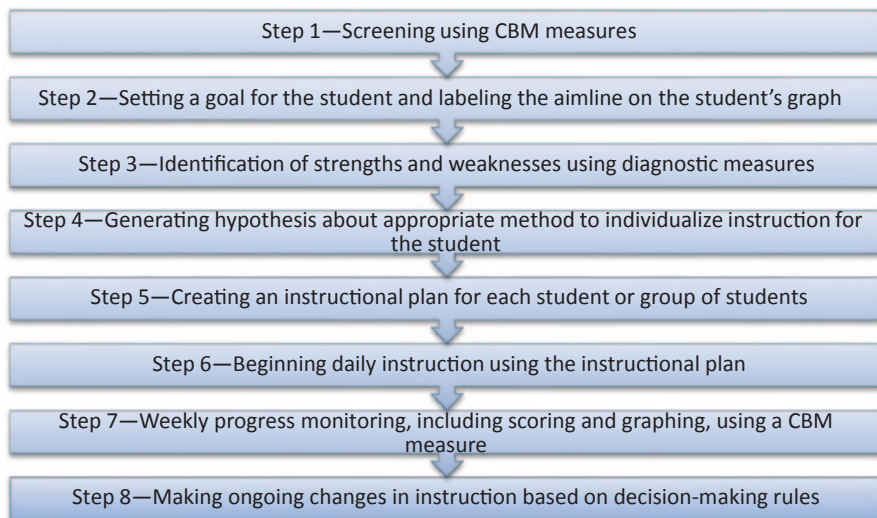 Step 1—Screening using CBM measures
Step 2—Setting a goal for the student and labeling the aimline on the student's graph
Step 3—Identification of strengths and weaknesses using diagnostic measures
Step 4—Generating hypothesis about appropriate method to individualize instruction for
the student
Step 5—Creating an instructional plan for each student or group of students
Step 6—Beginning daily instruction using the instructional plan
Step 7—Weekly progress monitoring, including scoring and graphing, using a CBM
measure
Step 8—Making ongoing changes in instruction based on decision-making rules